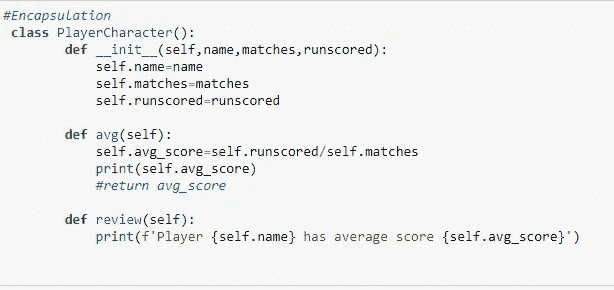 #Encapsulation
class PlayerCharacter():
def __init__(self,name,matches,runscored):
self.name=name
self.matches=matches
self.runscored=runscored
def avg(self):
self.avg_score=self.runscored/self.matches
print(self.avg_score)
#return avg_score
def review(self):
print(f'Player {self.name} has average score {self.avg_score}')